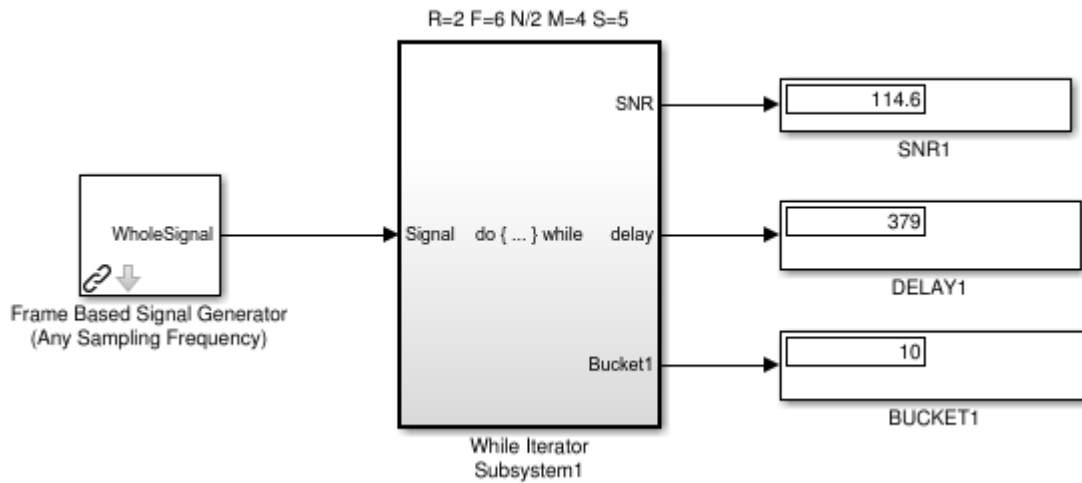 R=2 F=6 N/2 M=4 S=5
SNR
114.6
SNR1
WholeSignal
Signal
do { ... } while
delay
379
DELAY1
Frame Based Signal Generator
(Any Sampling Frequency)
Bucket1
10
BUCKET1
While Iterator
Subsystem1